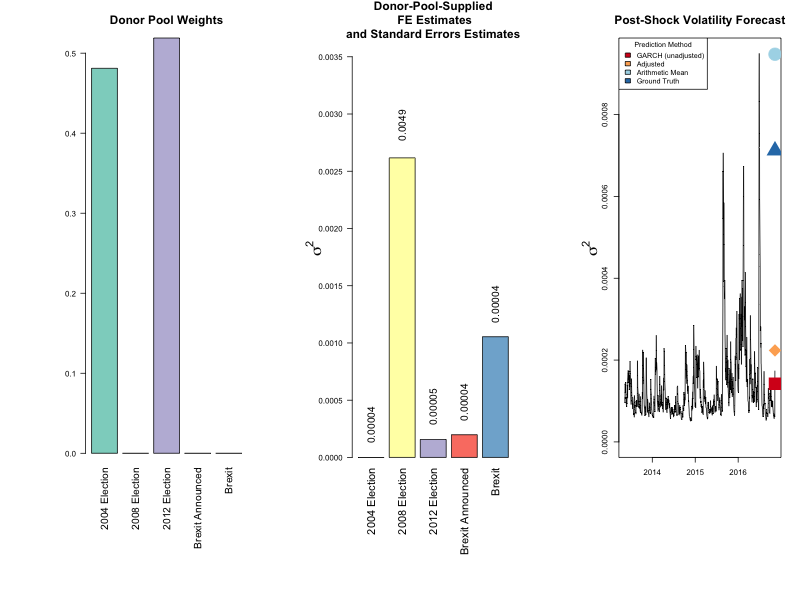 Donor Pool Weights
0.5
0.4
0.3
0.2
0.1
0.0
2004 Election
2008 Election
2012 Election
Brexit Announced
Brexit
Donor-Pool-Supplied
FE Estimates
and Standard Errors Estimates
σ2
0.0035
0.0030
0.0025
0.0020
0.0015
0.0010
0.0005
0.0000
0.00004
0.0049
0.00005
0.00004
0.00004
2004 Election
2008 Election
2012 Election
Brexit Announced
Brexit
Post-Shock Volatility Forecast
Prediction Method
GARCH (unadjusted)
Adjusted
Arithmetic Mean
Ground Truth
σ2
0.0008
0.0006
0.0004
0.0002
0.0000
2014
2015
2016